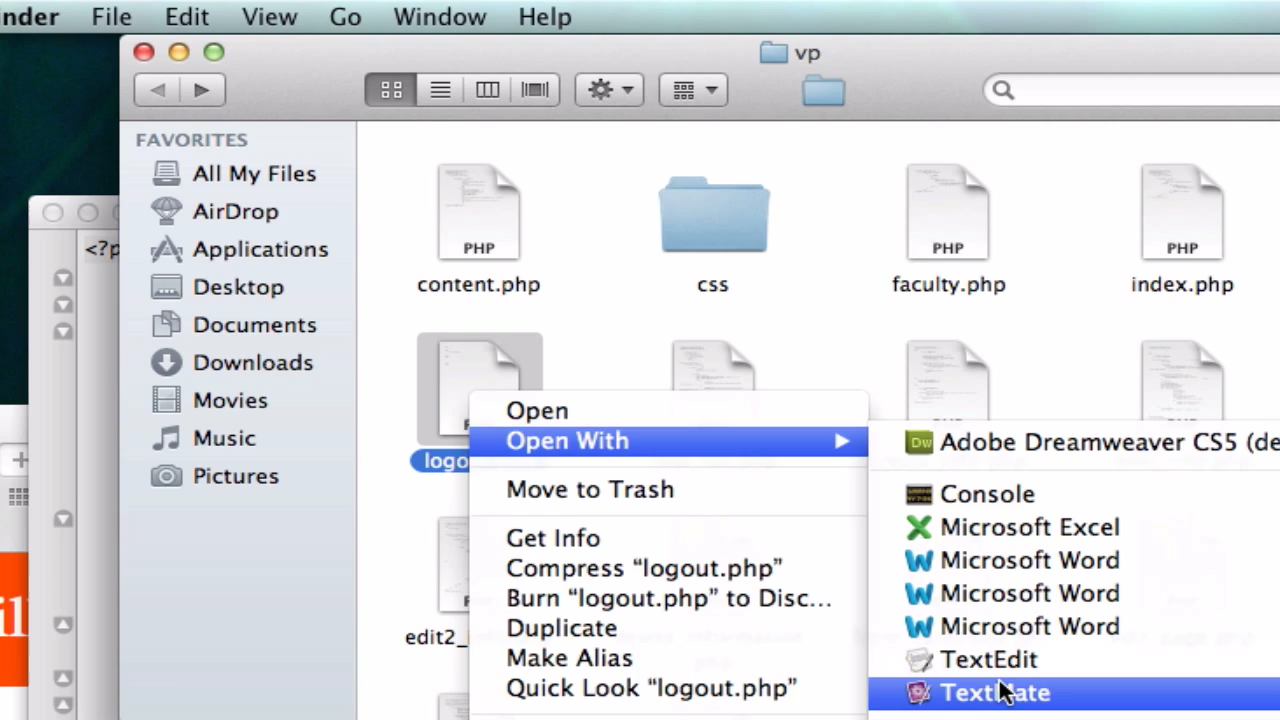 File Edit View Go Window Help
vp
FAVORITES
All My Files
AirDrop
Applications
Desktop
Documents
Downloads
Movies
Music
Pictures
<?p
PHP
PHP
PHP
content.php
css
faculty.php
index.php
Open
Open With
Move to Trash
Get Info
Compress “logout.php”
Burn “logout.php” to Disc...
Duplicate
Make Alias
Quick Look “logout.php”
Dw Adobe Dreamweaver CS5 (de
Console
Microsoft Excel
Microsoft Word
Microsoft Word
Microsoft Word
TextEdit
TextMate
logo
edit2_